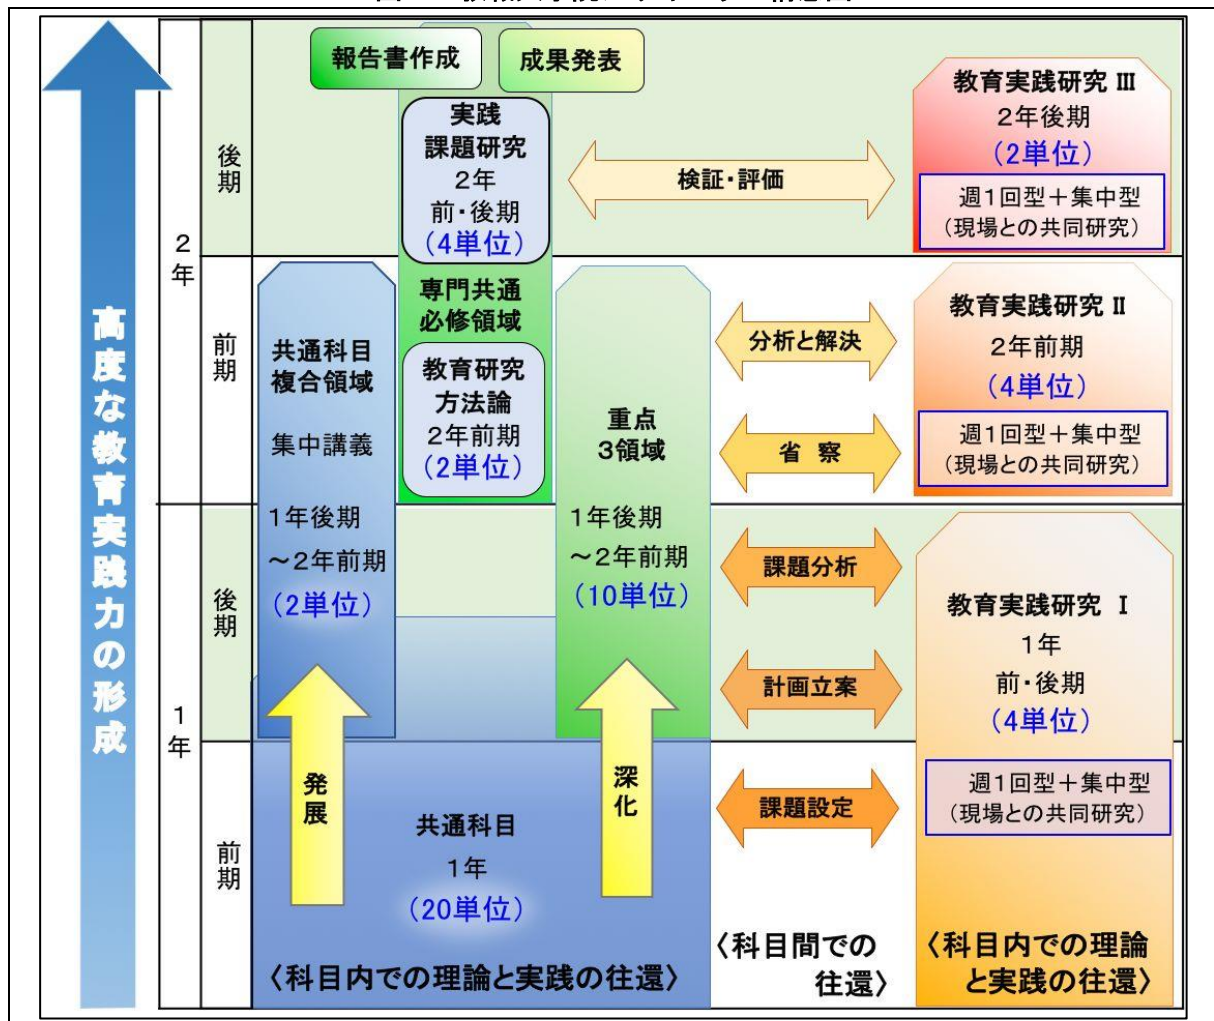 高度な教育実践力の形成
2年
後期
前期
1年
後期
前期
報告書作成
成果発表
実践
課題研究
2年
前・後期
(4単位)
専門共通
必修領域
教育研究
方法論
2年前期
(2単位)
共通科目
複合領域
集中講義
1年後期
～2年前期
(2単位)
重点
3領域
1年後期
～2年前期
(10単位)
発展
深化
共通科目
1年
(20単位)
〈科目内での理論と実践の往還〉
検証・評価
分析と解決
省 察
課題分析
計画立案
課題設定
〈科目間での
往還〉
教育実践研究 Ⅲ
2年後期
(2単位)
週1回型＋集中型
(現場との共同研究)
教育実践研究 Ⅱ
2年前期
(4単位)
週1回型＋集中型
(現場との共同研究)
教育実践研究 Ⅰ
1年
前・後期
(4単位)
週1回型＋集中型
(現場との共同研究)
〈科目内での理論
と実践の往還〉